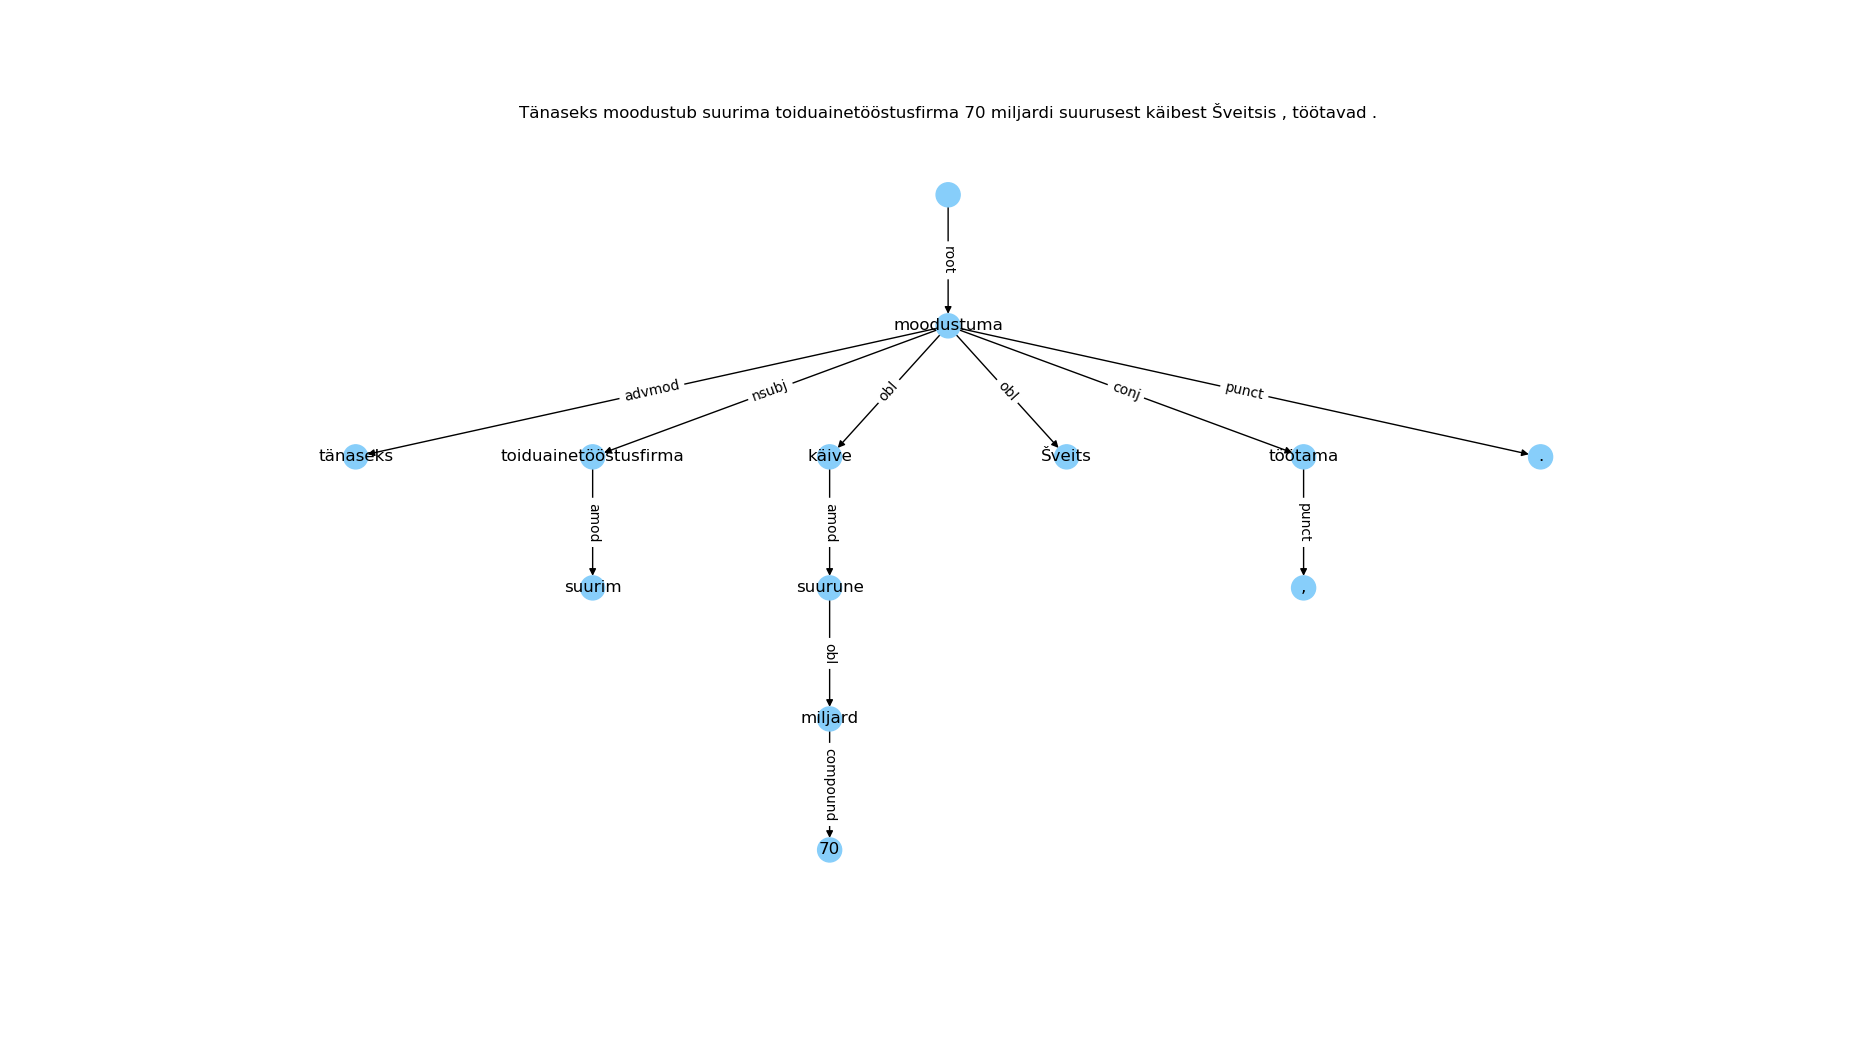 Tänaseks moodustub suurima toiduainetööstusfirma 70 miljardi suurusest käibest Šveitsis , töötavad .
root
moodustuma
advmod nsubj obl obl conj punct
tänaseks toiduainetööstusfirma käive Šveits töötama .
amod amod punct
suurim suurune ,
obl
miljard
compound
70